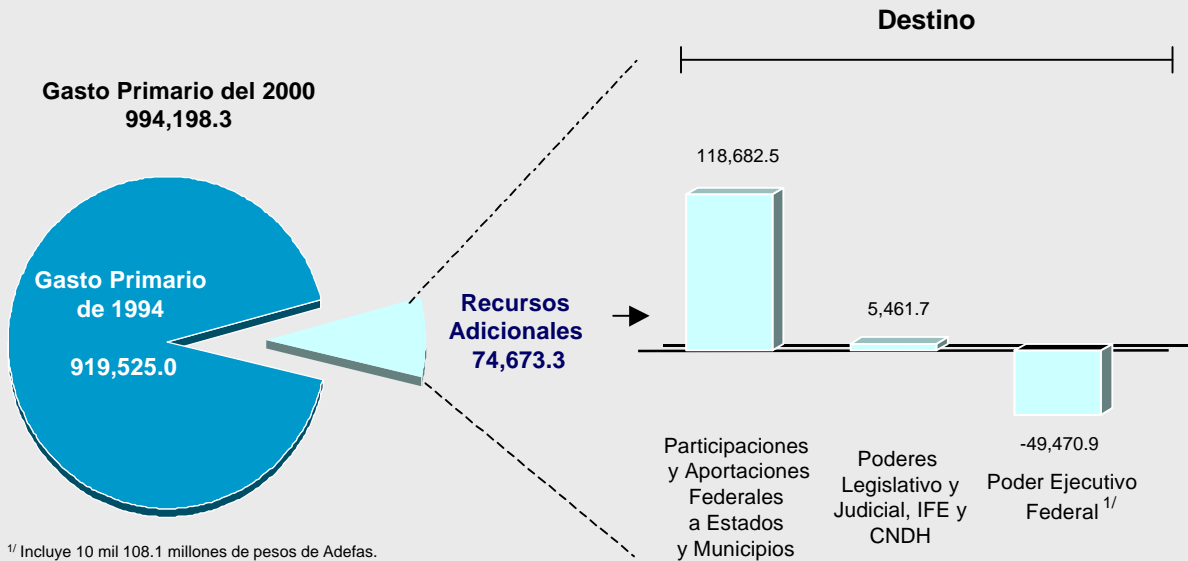 Destino
Gasto Primario del 2000
994,198.3
Gasto Primario
de 1994
919,525.0
Recursos
Adicionales
74,673.3
118,682.5
5,461.7
-49,470.9
Participaciones
y Aportaciones
Federales
a Estados
y Municipios
Poderes
Legislativo y
Judicial, IFE y
CNDH
Poder Ejecutivo
Federal 1/
1/ Incluye 10 mil 108.1 millones de pesos de Adefas.